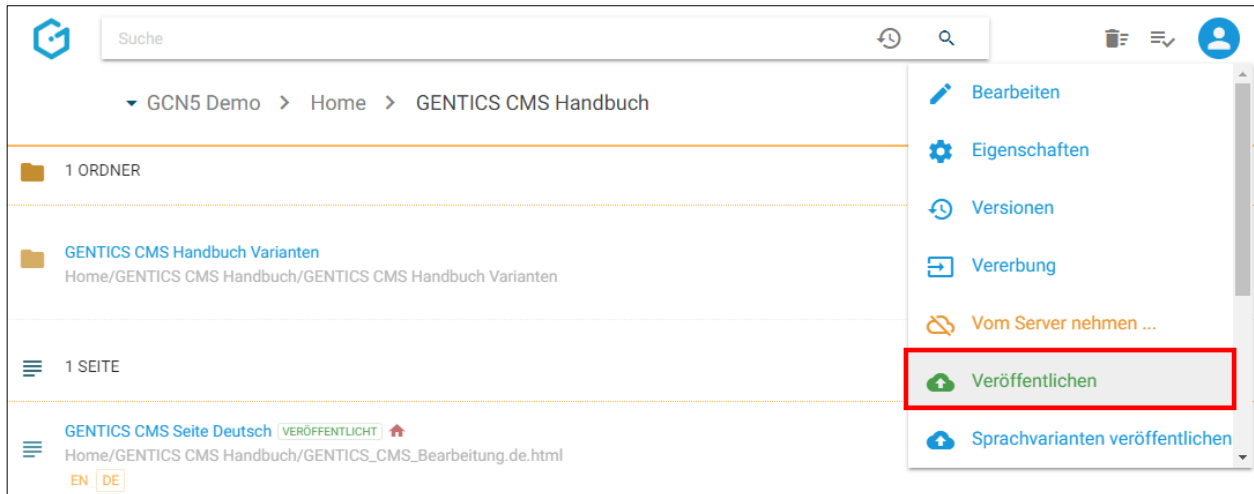 Suche
GCN5 Demo > Home > GENTICS CMS Handbuch
1 ORDNER
GENTICS CMS Handbuch Varianten
Home/GENTICS CMS Handbuch/GENTICS CMS Handbuch Varianten
1 SEITE
GENTICS CMS Seite Deutsch VERÖFFENTLICHT
Home/GENTICS CMS Handbuch/GENTICS_CMS_Bearbeitung.de.html
EN DE
Bearbeiten
Eigenschaften
Versionen
Vererbung
Vom Server nehmen ...
Veröffentlichen
Sprachvarianten veröffentlichen